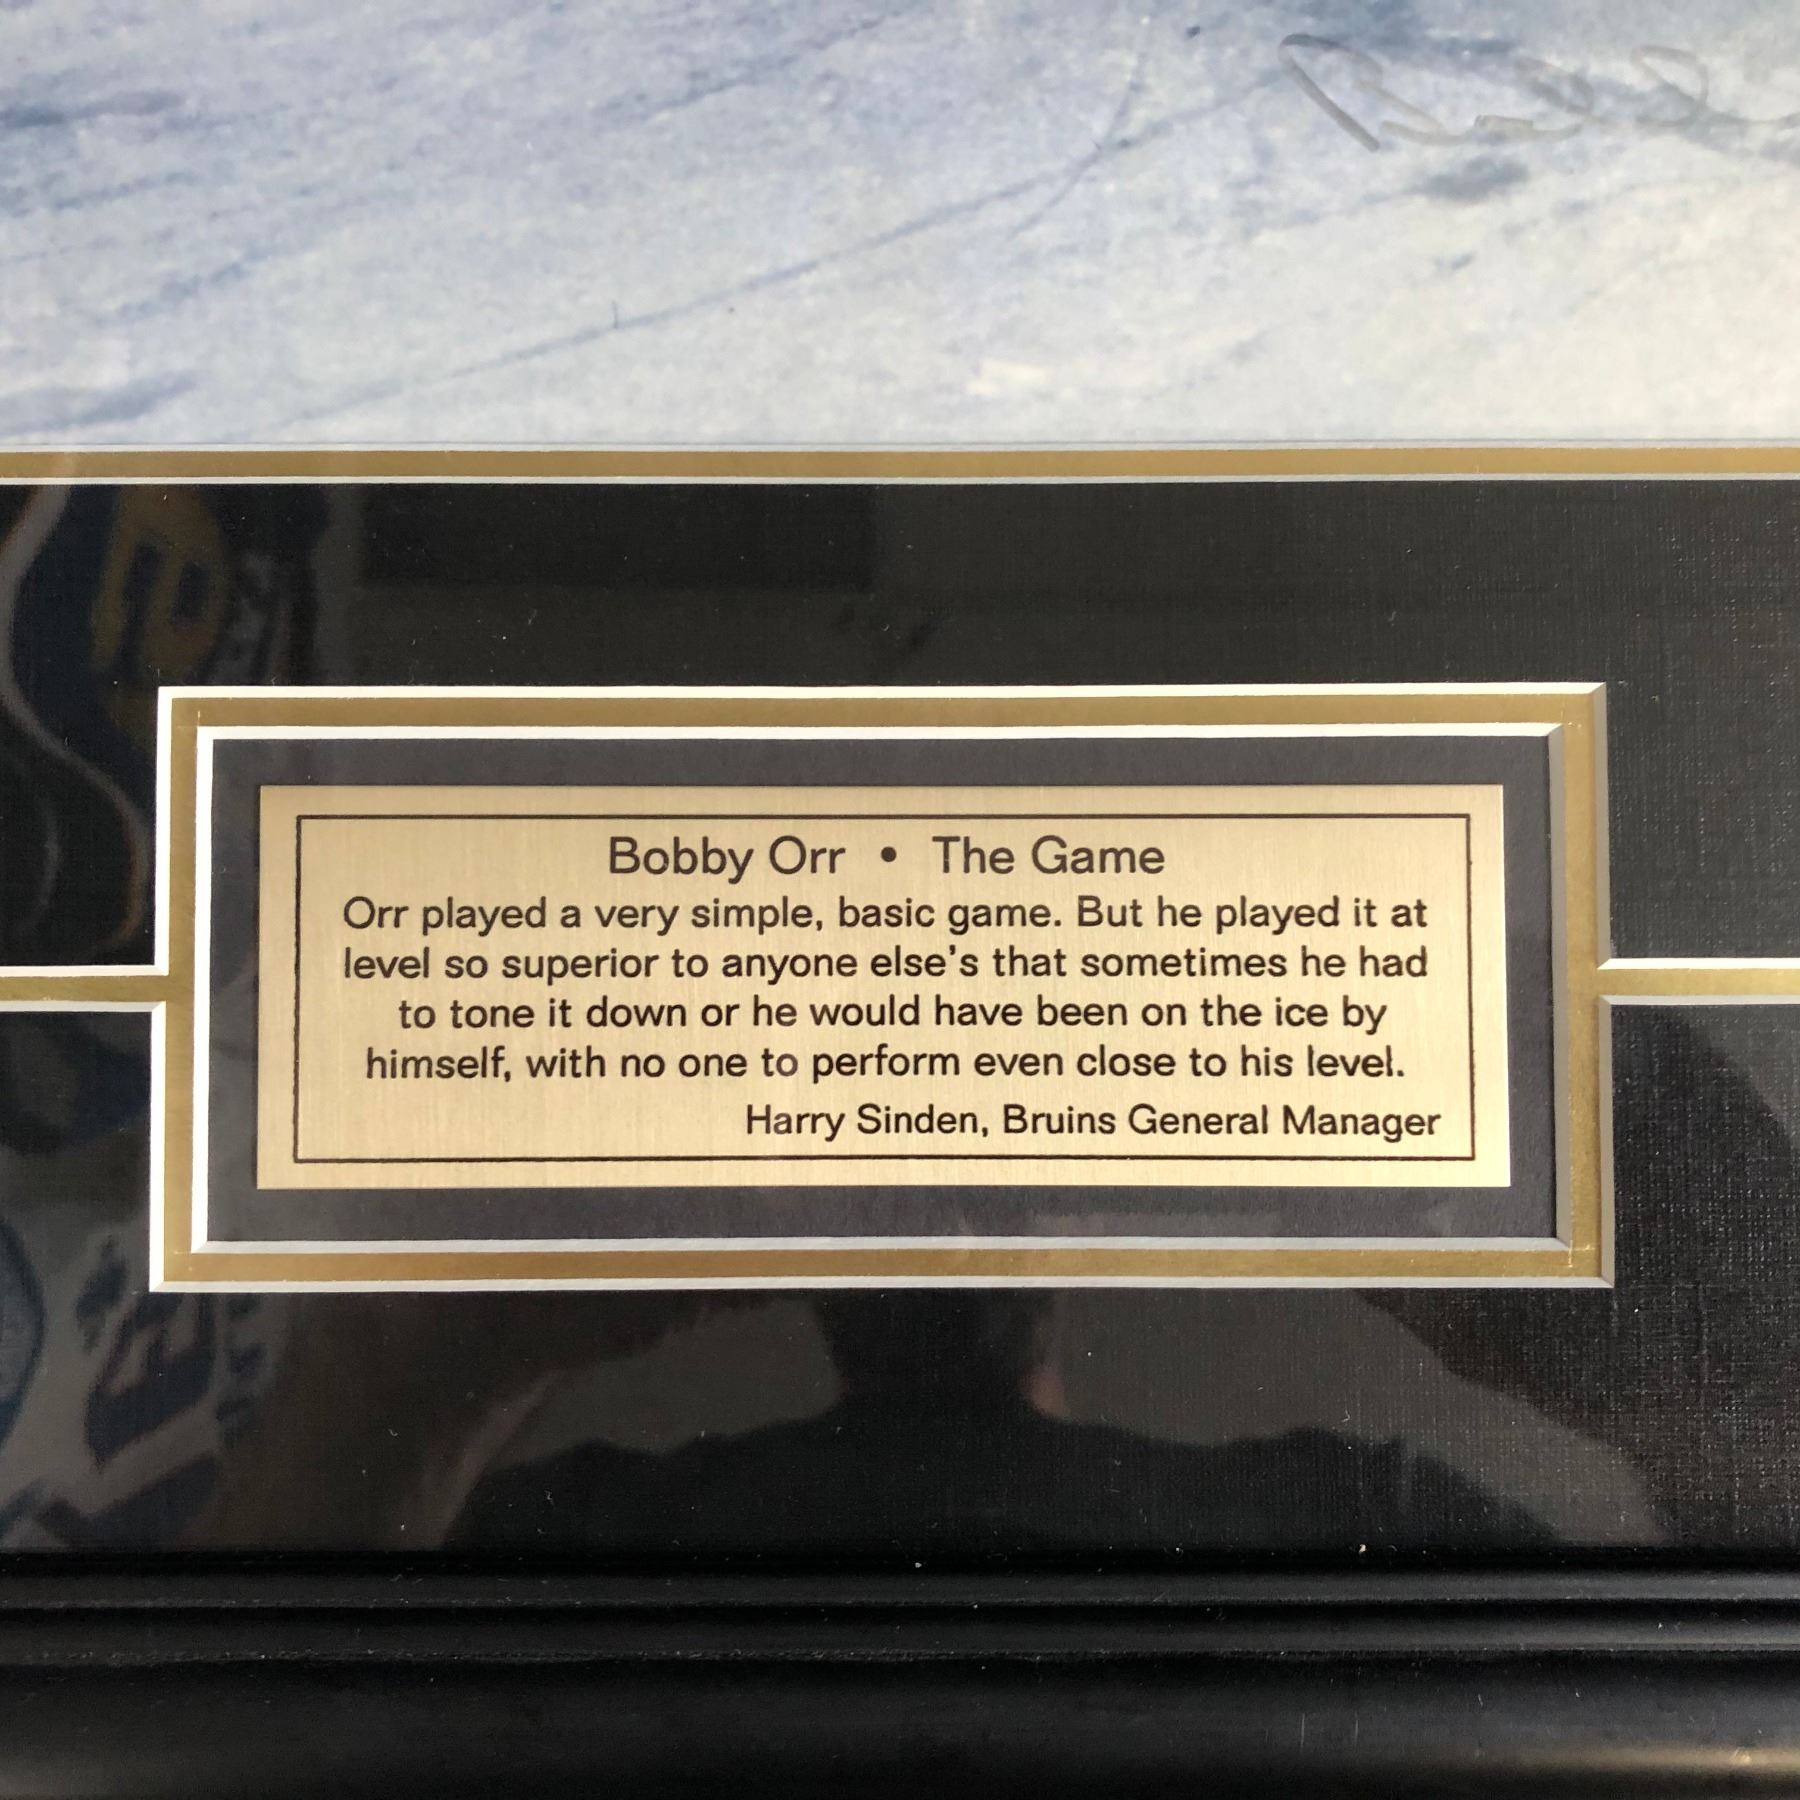 Bobby Orr • The Game
Orr played a very simple, basic game. But he played it at
level so superior to anyone else's that sometimes he had
to tone it down or he would have been on the ice by
himself, with no one to perform even close to his level.
Harry Sinden, Bruins General Manager